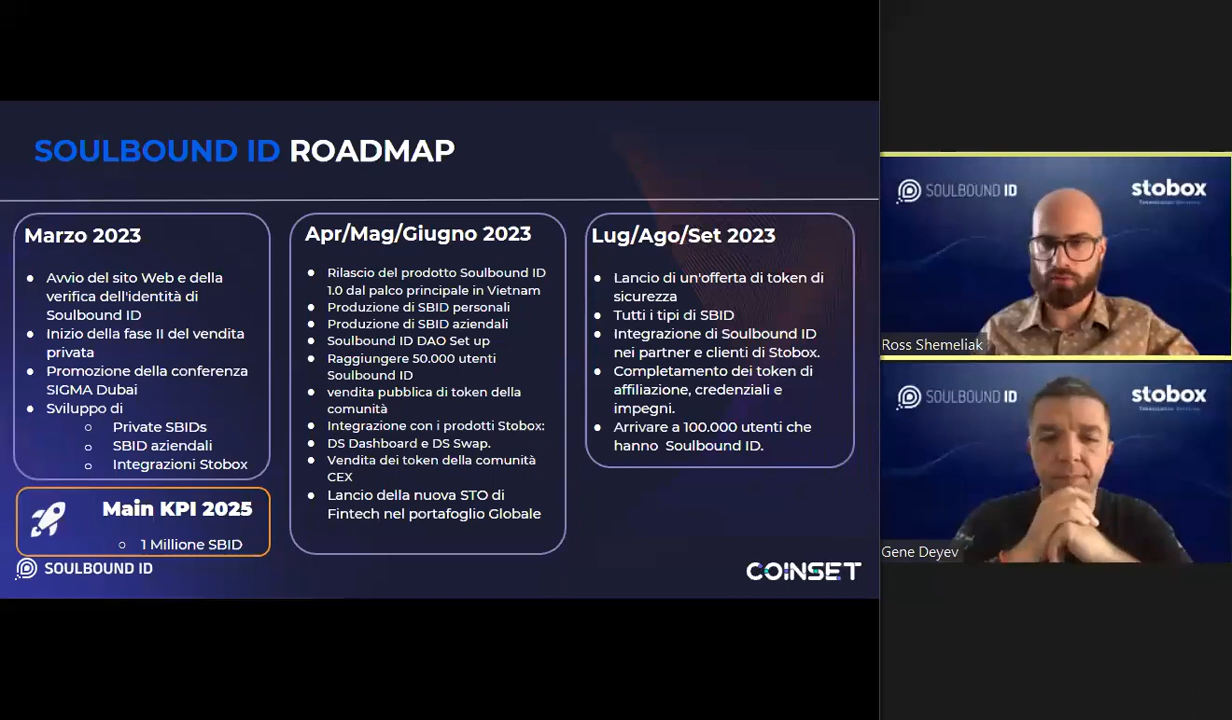 SOULBOUND ID ROADMAP
Marzo 2023
Avvio del sito Web e della
verifica dell'identità di
Soulbound ID
Inizio della fase II del vendita
privata
Promozione della conferenza
SIGMA Dubai
Sviluppo di
Private SBIDs
SBID aziendali
Integrazioni Stobox
Main KPI 2025
1 Millione SBID
SOULBOUND ID
Apr/Mag/Giugno 2023
Rilascio del prodotto Soulbound ID
1.0 dal palco principale in Vietnam
Produzione di SBID personali
Produzione di SBID aziendali
Soulbound ID DAO Set up
Raggiungere 50.000 utenti
Soulbound ID
vendita pubblica di token della
comunità
Integrazione con i prodotti Stobox:
DS Dashboard e DS Swap.
Vendita dei token della comunità
CEX
Lancio della nuova STO di
Fintech nel portafoglio Globale
Lug/Ago/Set 2023
Lancio di un'offerta di token di
sicurezza
Tutti i tipi di SBID
Integrazione di Soulbound ID
nei partner e clienti di Stobox.
Completamento dei token di
affiliazione, credenziali e
impegni.
Arrivare a 100.000 utenti che
hanno Soulbound ID.
COINSET
SOULBOUND ID
stobox
Ross Shemeliak
SOULBOUND ID
stobox
Gene Deyev